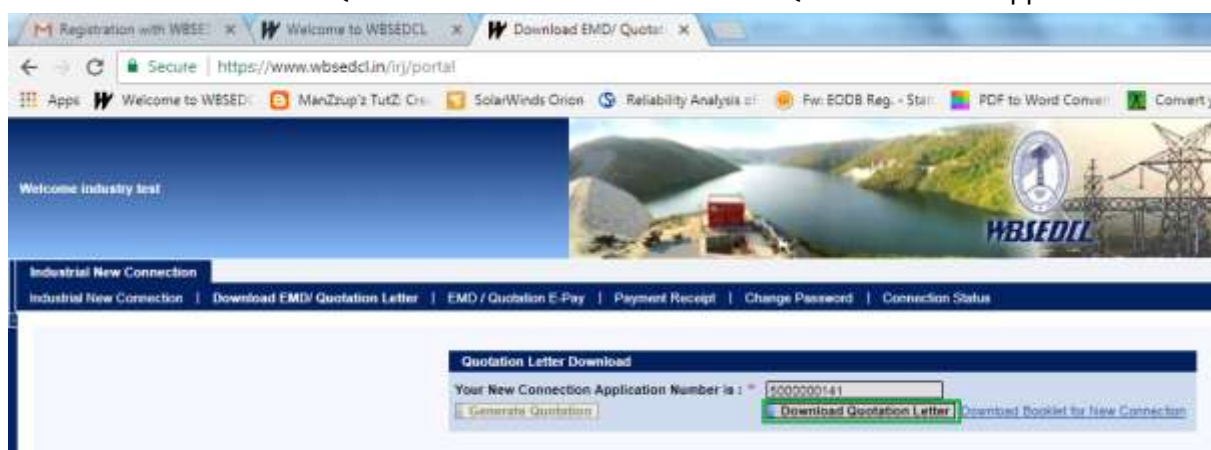 Registration with WBSE
Welcome to WBSEDCL
Download EMD/ Quotat
Secure | https://www.wbsedcl.in/irj/portal
Apps Welcome to WBSEDC ManZzup'z TutZ: Cre SolarWinds Orion Reliability Analysis of Fw: EODB Reg. - Stat PDF to Word Conver Convert y
Welcome industry test
WBSEDCL
Industrial New Connection
Industrial New Connection | Download EMD/ Quotation Letter | EMD / Quotation E-Pay | Payment Receipt | Change Password | Connection Status
Quotation Letter Download
Your New Connection Application Number is : * 5000000141
Generate Quotation Download Quotation Letter Download Booklet for New Connection